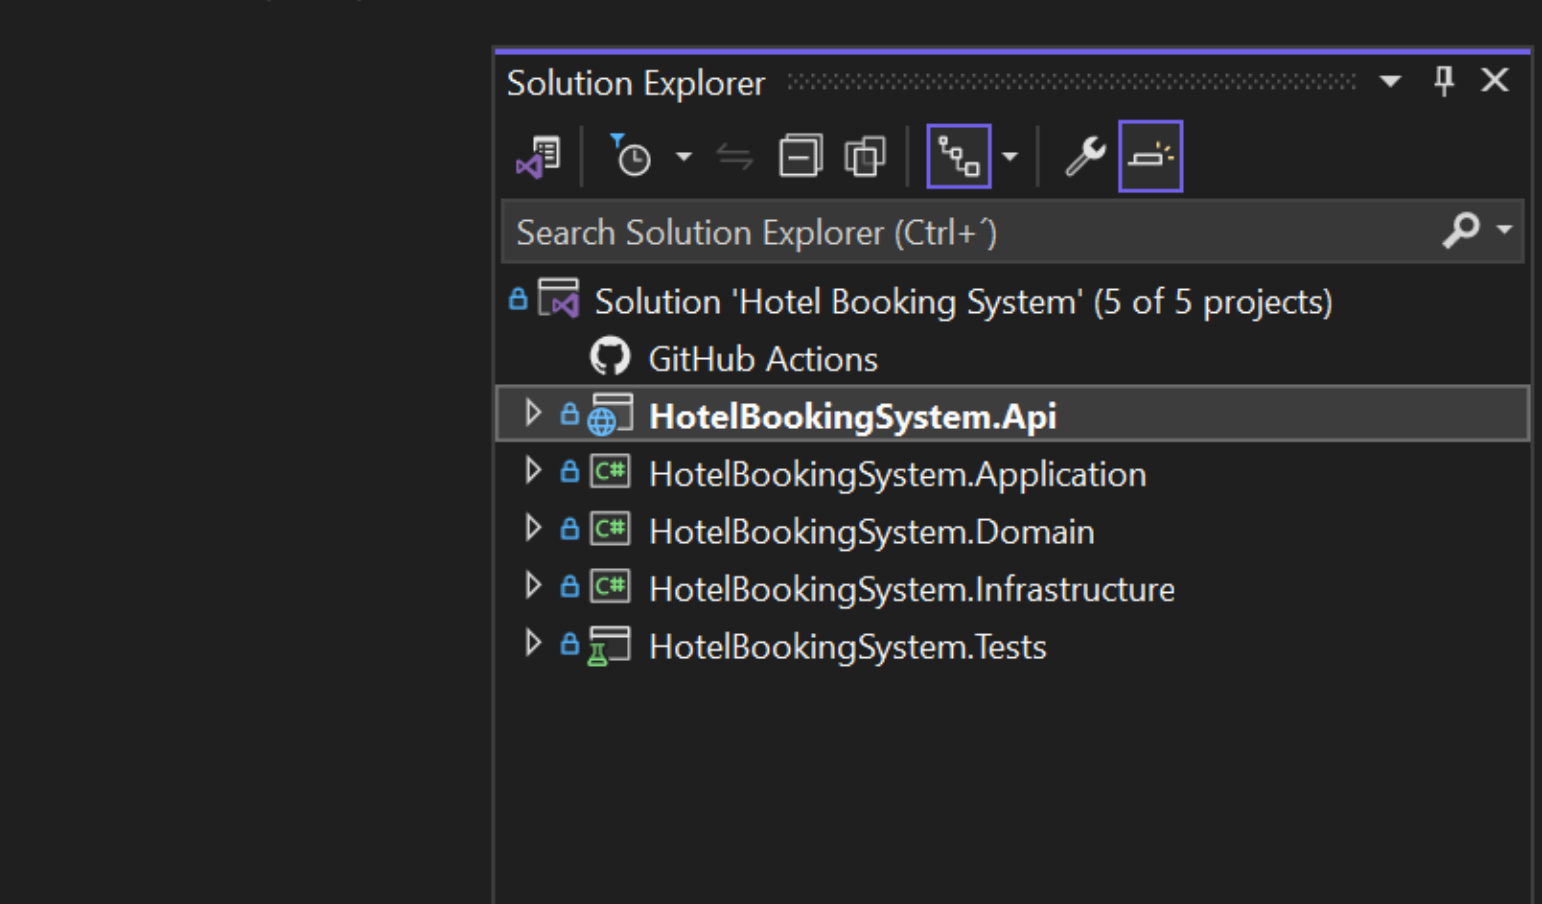 Solution Explorer
Search Solution Explorer (Ctrl+´)
Solution 'Hotel Booking System' (5 of 5 projects)
GitHub Actions
HotelBookingSystem.Api
C# HotelBookingSystem.Application
C# HotelBookingSystem.Domain
C# HotelBookingSystem.Infrastructure
HotelBookingSystem.Tests